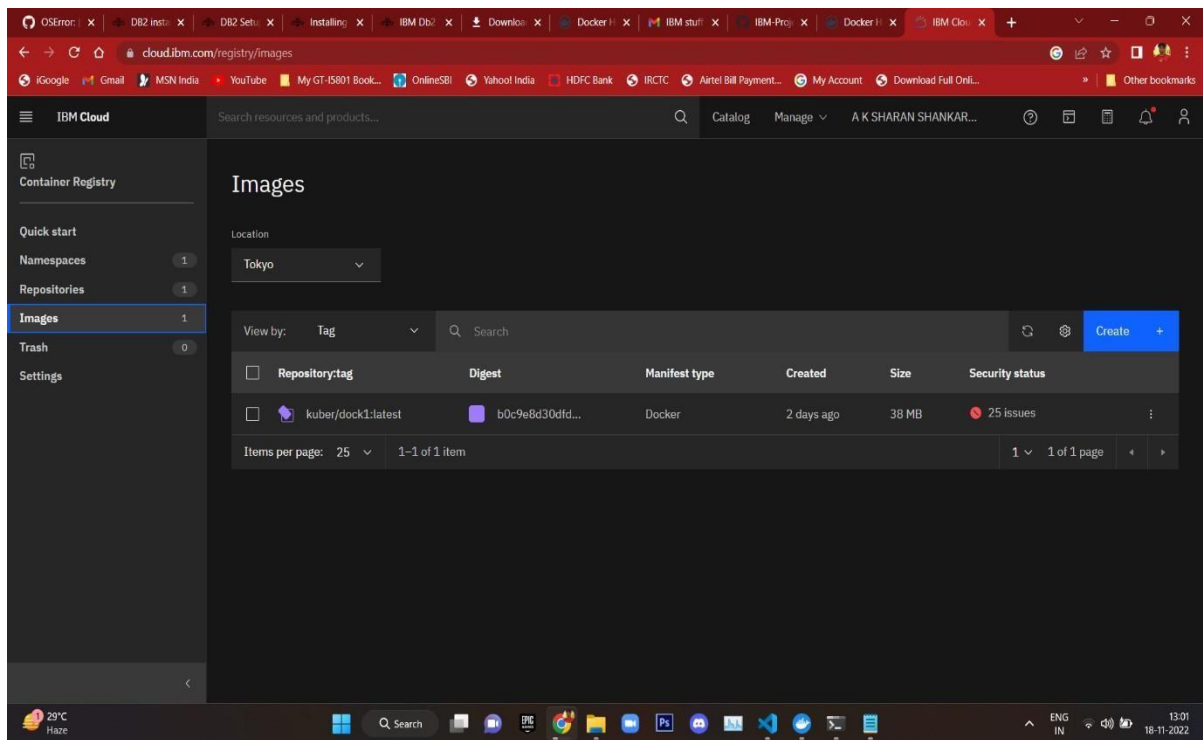 OSError: | DB2 insta DB2 Setu Installing IBM Db2 Downloa Docker H IBM stuff IBM-Proj Docker H IBM Clou
cloud.ibm.com/registry/images
iGoogle Gmail MSN India YouTube My GT-I5801 Book... OnlineSBI Yahoo! India HDFC Bank IRCTC Airtel Bill Payment... My Account Download Full Onli... » Other bookmarks
IBM Cloud Search resources and products... Catalog Manage A K SHARAN SHANKAR...
Container Registry
Images
Quick start
Location
Namespaces 1
Tokyo
Repositories 1
Images 1
View by: Tag Search Create +
Trash 0
Settings
Repository:tag Digest Manifest type Created Size Security status
kuber/dock1:latest b0c9e8d30dfd... Docker 2 days ago 38 MB 25 issues
Items per page: 25 1–1 of 1 item 1 1 of 1 page
1 29°C Haze
Search
EPIC
Ps
ENG IN
13:01
18-11-2022